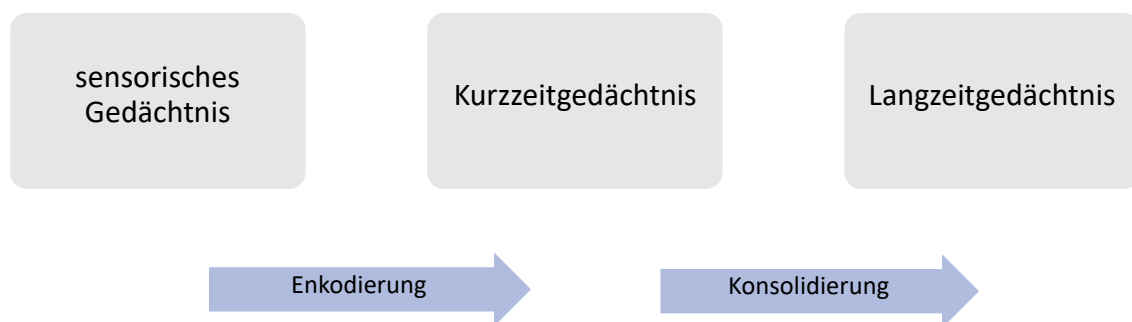 sensorisches
Gedächtnis
Kurzzeitgedächtnis
Langzeitgedächtnis
Enkodierung
Konsolidierung